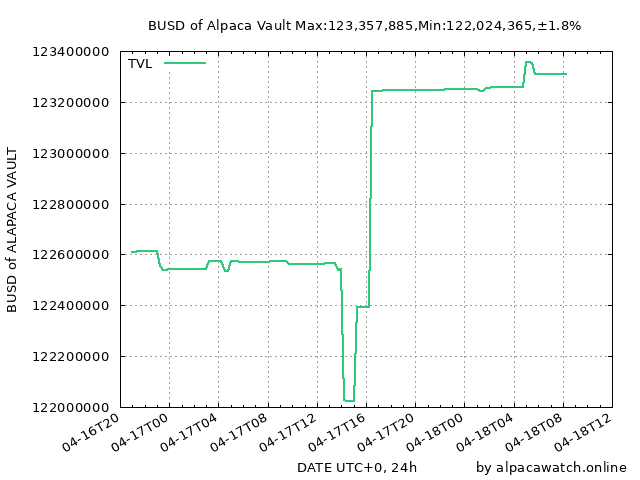 BUSD of Alpaca Vault Max:123,357,885,Min:122,024,365,±1.8%
TVL
123400000
123200000
123000000
122800000
122600000
122400000
122200000
122000000
BUSD of ALAPACA VAULT
04-16T20
04-17T00
04-17T04
04-17T08
04-17T12
04-17T16
04-17T20
04-18T00
04-18T04
04-18T08
04-18T12
DATE UTC+0, 24h
by alpacawatch.online